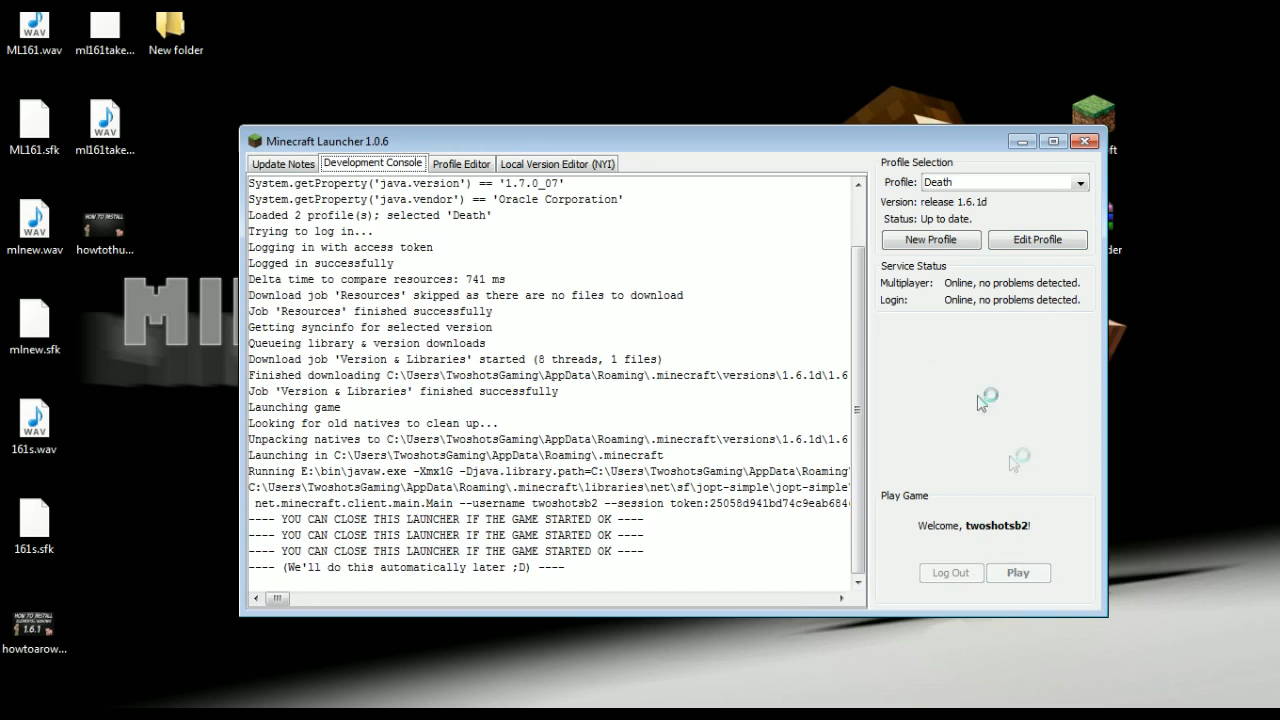 ML161.wav
ml161take...
New folder
ML161.sfk
ml161take...
mlnew.wav
howtothu...
mlnew.sfk
161s.wav
161s.sfk
HOW TO INSTALL
1.6.1
howtoarow...
HOW TO INSTALL
Minecraft Launcher 1.0.6
Update Notes
Development Console
Profile Editor
Local Version Editor (NYI)
System.getProperty('java.version') == '1.7.0_07'
System.getProperty('java.vendor') == 'Oracle Corporation'
Loaded 2 profile(s); selected 'Death'
Trying to log in...
Logging in with access token
Logged in successfully
Delta time to compare resources: 741 ms
Download job 'Resources' skipped as there are no files to download
Job 'Resources' finished successfully
Getting syncinfo for selected version
Queueing library & version downloads
Download job 'Version & Libraries' started (8 threads, 1 files)
Finished downloading C:\Users\TwoshotsGaming\AppData\Roaming\.minecraft\versions\1.6.1d\1.6
Job 'Version & Libraries' finished successfully
Launching game
Looking for old natives to clean up...
Unpacking natives to C:\Users\TwoshotsGaming\AppData\Roaming\.minecraft\versions\1.6.1d\1.6
Launching in C:\Users\TwoshotsGaming\AppData\Roaming\.minecraft
Running E:\bin\javaw.exe -Xmx1G -Djava.library.path=C:\Users\TwoshotsGaming\AppData\Roaming\
C:\Users\TwoshotsGaming\AppData\Roaming\.minecraft\libraries\net\sf\jopt-simple\jopt-simple\
net.minecraft.client.main.Main --username twoshotsb2 --session token:25058d941bd74c9eab684
---- YOU CAN CLOSE THIS LAUNCHER IF THE GAME STARTED OK ----
---- YOU CAN CLOSE THIS LAUNCHER IF THE GAME STARTED OK ----
---- YOU CAN CLOSE THIS LAUNCHER IF THE GAME STARTED OK ----
---- (We'll do this automatically later ;D) ----
Profile Selection
Profile: Death
Version: release 1.6.1d
Status: Up to date.
New Profile
Edit Profile
Service Status
Multiplayer: Online, no problems detected.
Login: Online, no problems detected.
Play Game
Welcome, twoshotsb2!
Log Out
Play